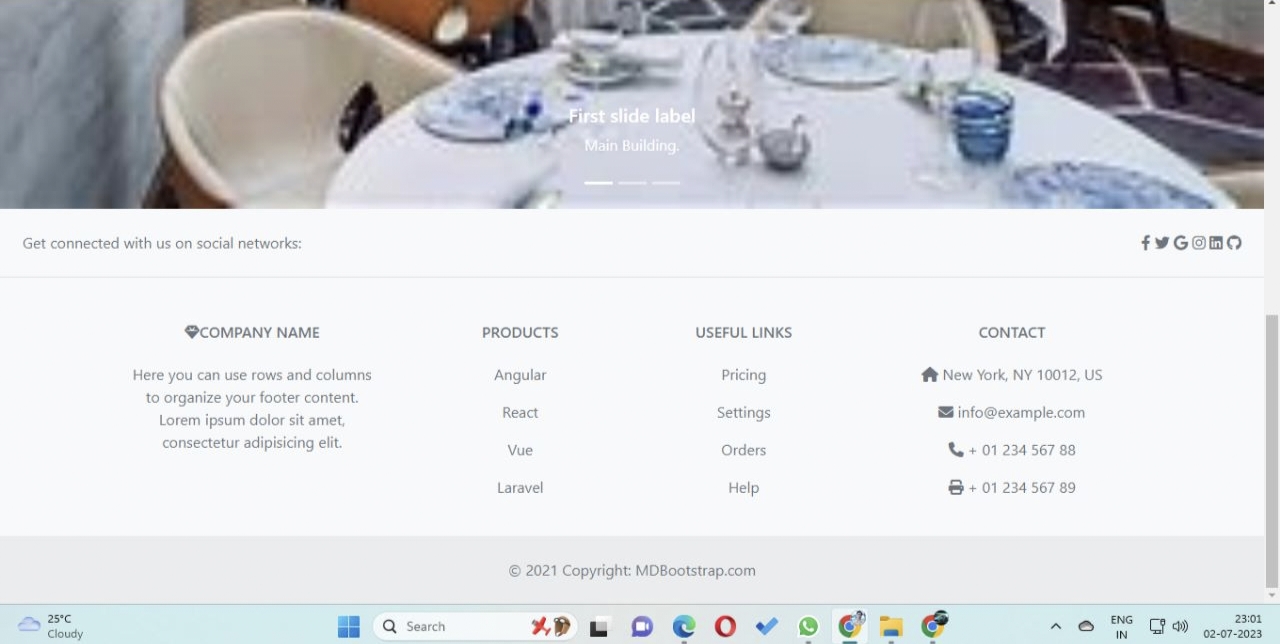 First slide label
Main Building.
Get connected with us on social networks:
COMPANY NAME
Here you can use rows and columns
to organize your footer content.
Lorem ipsum dolor sit amet,
consectetur adipisicing elit.
PRODUCTS
Angular
React
Vue
Laravel
USEFUL LINKS
Pricing
Settings
Orders
Help
CONTACT
New York, NY 10012, US
info@example.com
+ 01 234 567 88
+ 01 234 567 89
© 2021 Copyright: MDBootstrap.com
25°C
Cloudy
Search
ENG
IN
23:01
02-07-2023